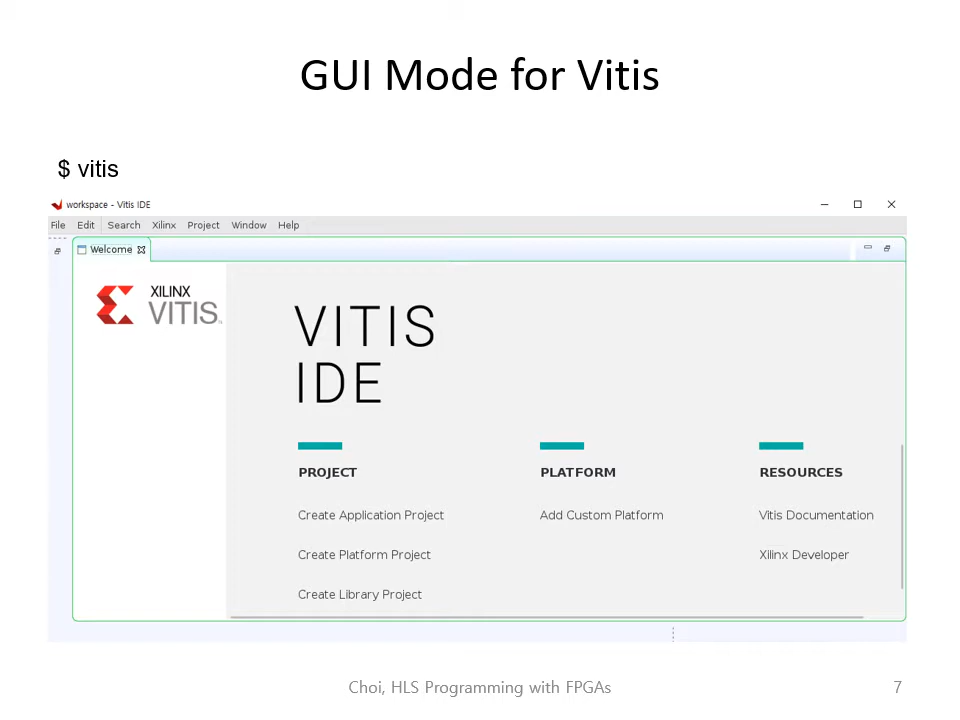 GUI Mode for Vitis
$ vitis
workspace - Vitis IDE
File Edit Search Xilinx Project Window Help
Welcome
XILINX
VITIS
VITIS
IDE
PROJECT
Create Application Project
Create Platform Project
Create Library Project
PLATFORM
Add Custom Platform
RESOURCES
Vitis Documentation
Xilinx Developer
Choi, HLS Programming with FPGAs
7